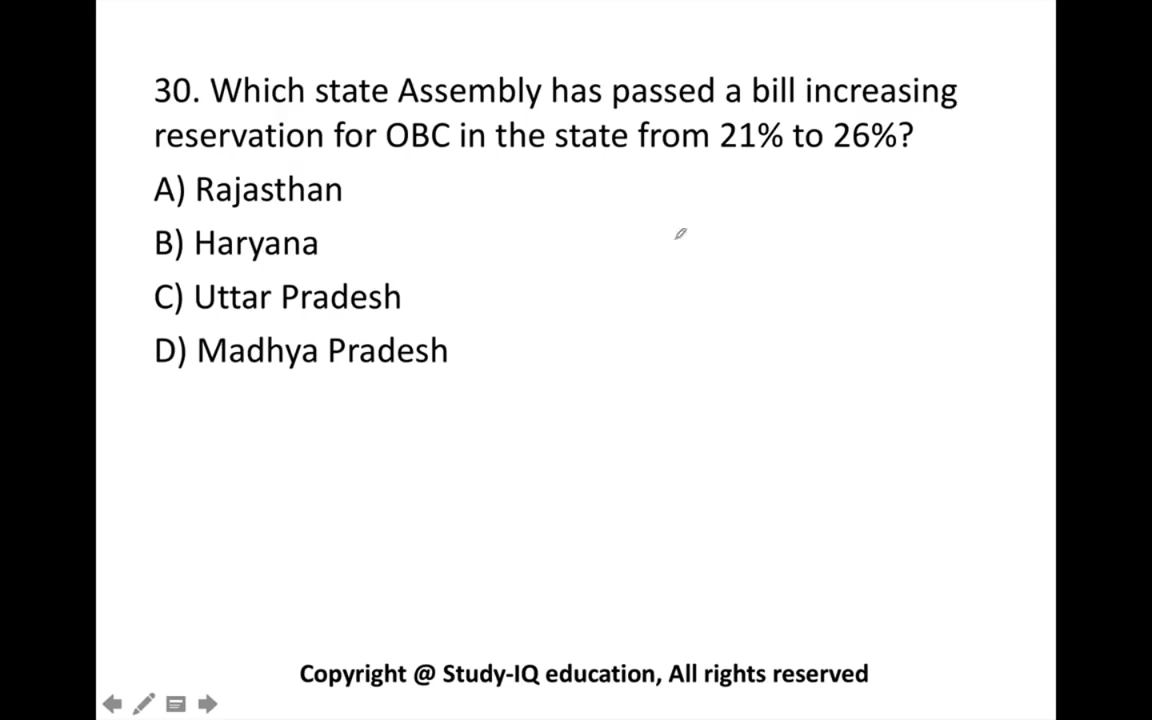 30. Which state Assembly has passed a bill increasing
reservation for OBC in the state from 21% to 26%?
A) Rajasthan
B) Haryana
C) Uttar Pradesh
D) Madhya Pradesh
Copyright @ Study-IQ education, All rights reserved